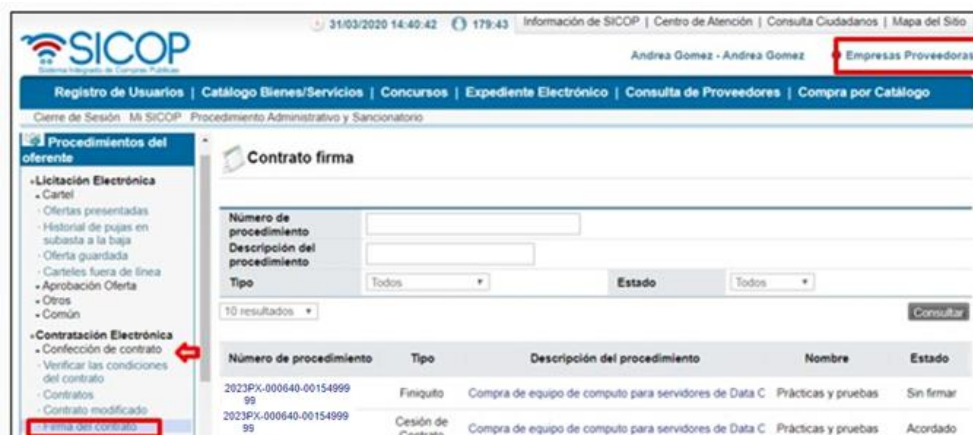 31/03/2020 14:40:42 179:43 Información de SICOP | Centro de Atención | Consulta Ciudadanos | Mapa del Sitio
SICOP
Sistema Integrado de Compras Públicas
Andrea Gomez - Andrea Gomez Empresas Proveedoras
Registro de Usuarios | Catálogo Bienes/Servicios | Concursos | Expediente Electrónico | Consulta de Proveedores | Compra por Catálogo
Cierre de Sesión Mi SICOP Procedimiento Administrativo y Sancionatorio
Procedimientos del
oferente
Licitación Electrónica
Cartel
Ofertas presentadas
Historial de pujas en
subasta a la baja
Oferta guardada
Carteles fuera de línea
Aprobación Oferta
Otros
Común
Contratación Electrónica
Confección de contrato
Verificar las condiciones
del contrato
Contratos
Contrato modificado
Firma del contrato
Contrato firma
Número de
procedimiento
Descripción del
procedimiento
Tipo Todos Estado Todos
10 resultados Consultar
Número de procedimiento Tipo Descripción del procedimiento Nombre Estado
2023PX-000640-00154999
99 Finiquito Compra de equipo de computo para servidores de Data C Prácticas y pruebas Sin firmar
2023PX-000640-00154999
99 Cesión de
Contrato Compra de equipo de computo para servidores de Data C Prácticas y pruebas Acordado